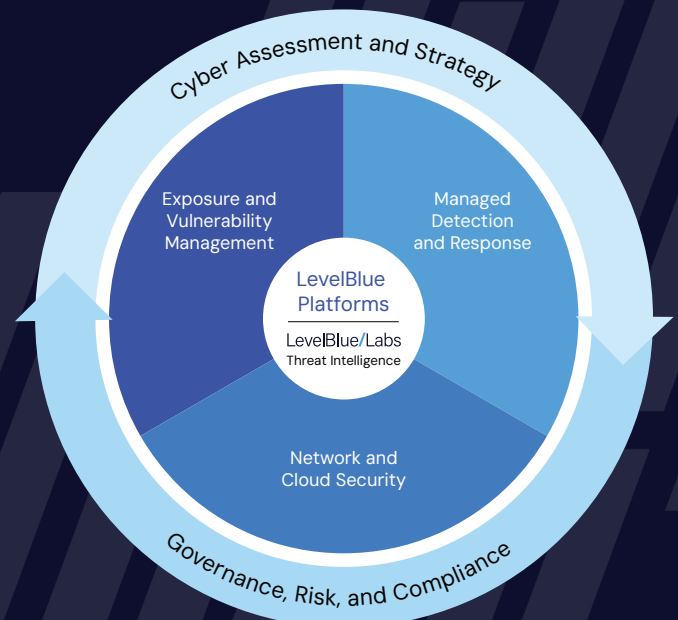 Cyber Assessment and Strategy
Exposure and
Vulnerability
Management
Managed
Detection
and Response
LevelBlue
Platforms
LevelBlue/Labs
Threat Intelligence
Network and
Cloud Security
Governance, Risk, and Compliance